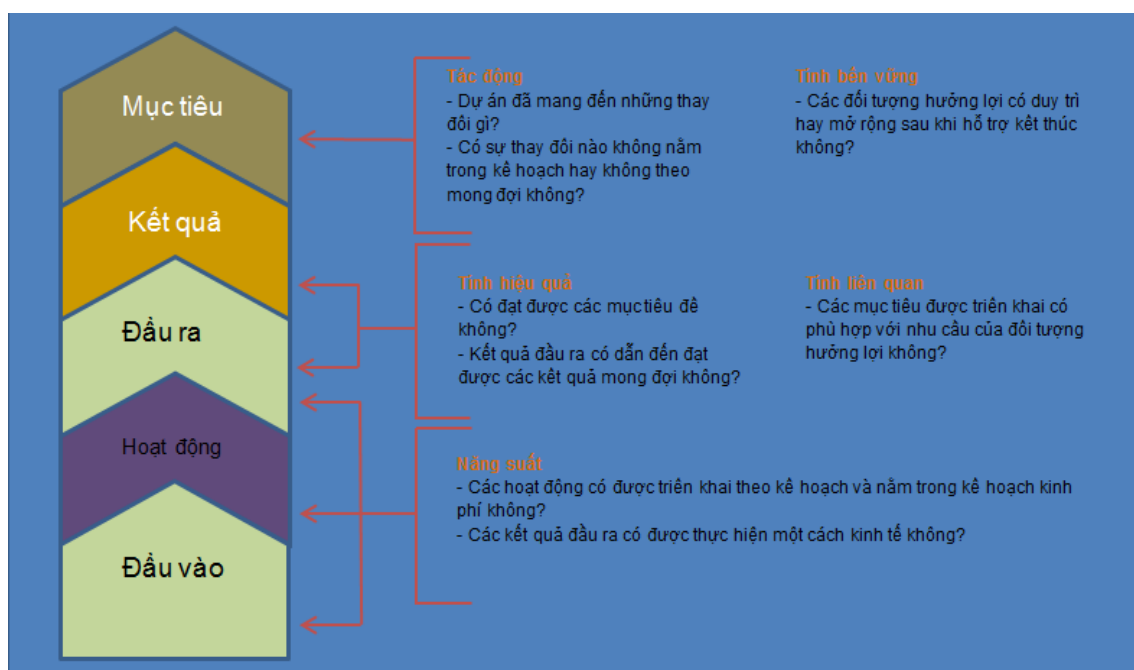 Mục tiêu
Kết quả
Đầu ra
Hoạt động
Đầu vào
Tác động
- Dự án đã mang đến những thay
đổi gì?
- Có sự thay đổi nào không nằm
trong kế hoạch hay không theo
mong đợi không?
Tính bền vững
- Các đối tượng hưởng lợi có duy trì
hay mở rộng sau khi hỗ trợ kết thúc
không?
Tính hiệu quả
- Có đạt được các mục tiêu đề
không?
- Kết quả đầu ra có dẫn đến đạt
được các kết quả mong đợi không?
Tính liên quan
- Các mục tiêu được triển khai có
phù hợp với nhu cầu của đối tượng
hưởng lợi không?
Năng suất
- Các hoạt động có được triển khai theo kế hoạch và nằm trong kế hoạch kinh
phí không?
- Các kết quả đầu ra có được thực hiện một cách kinh tế không?